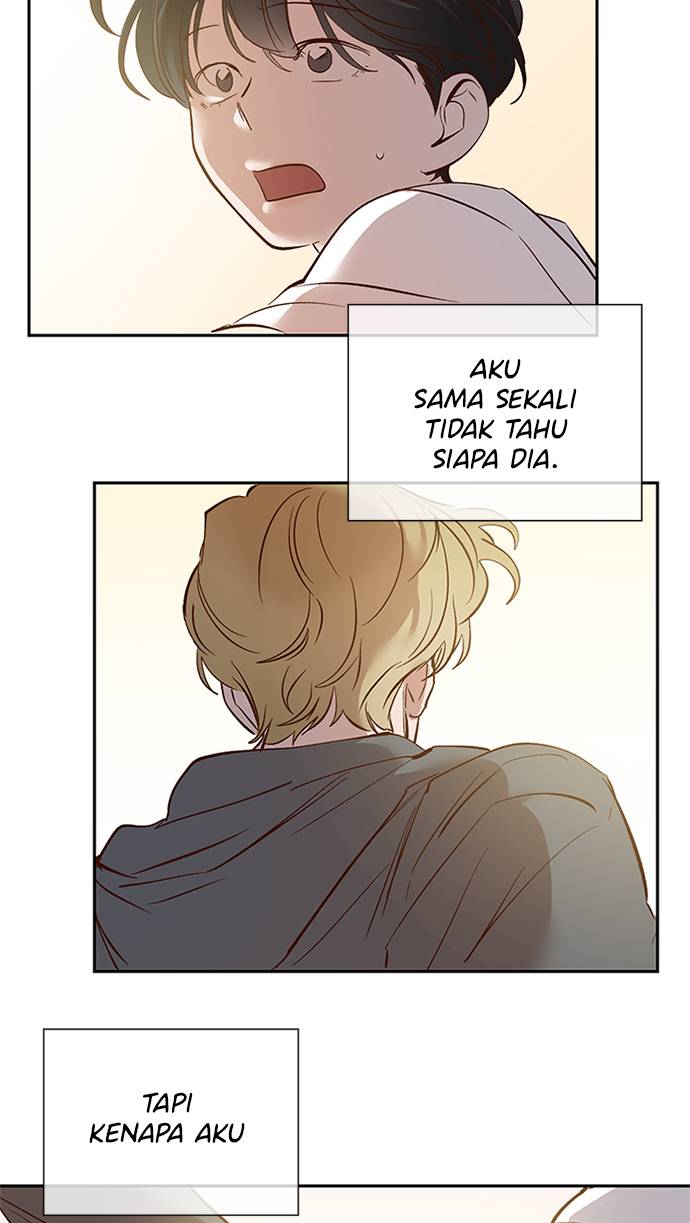 AKU
SAMA SEKALI
TIDAK TAHU
SIAPA DIA.
TAPI
KENAPA AKU